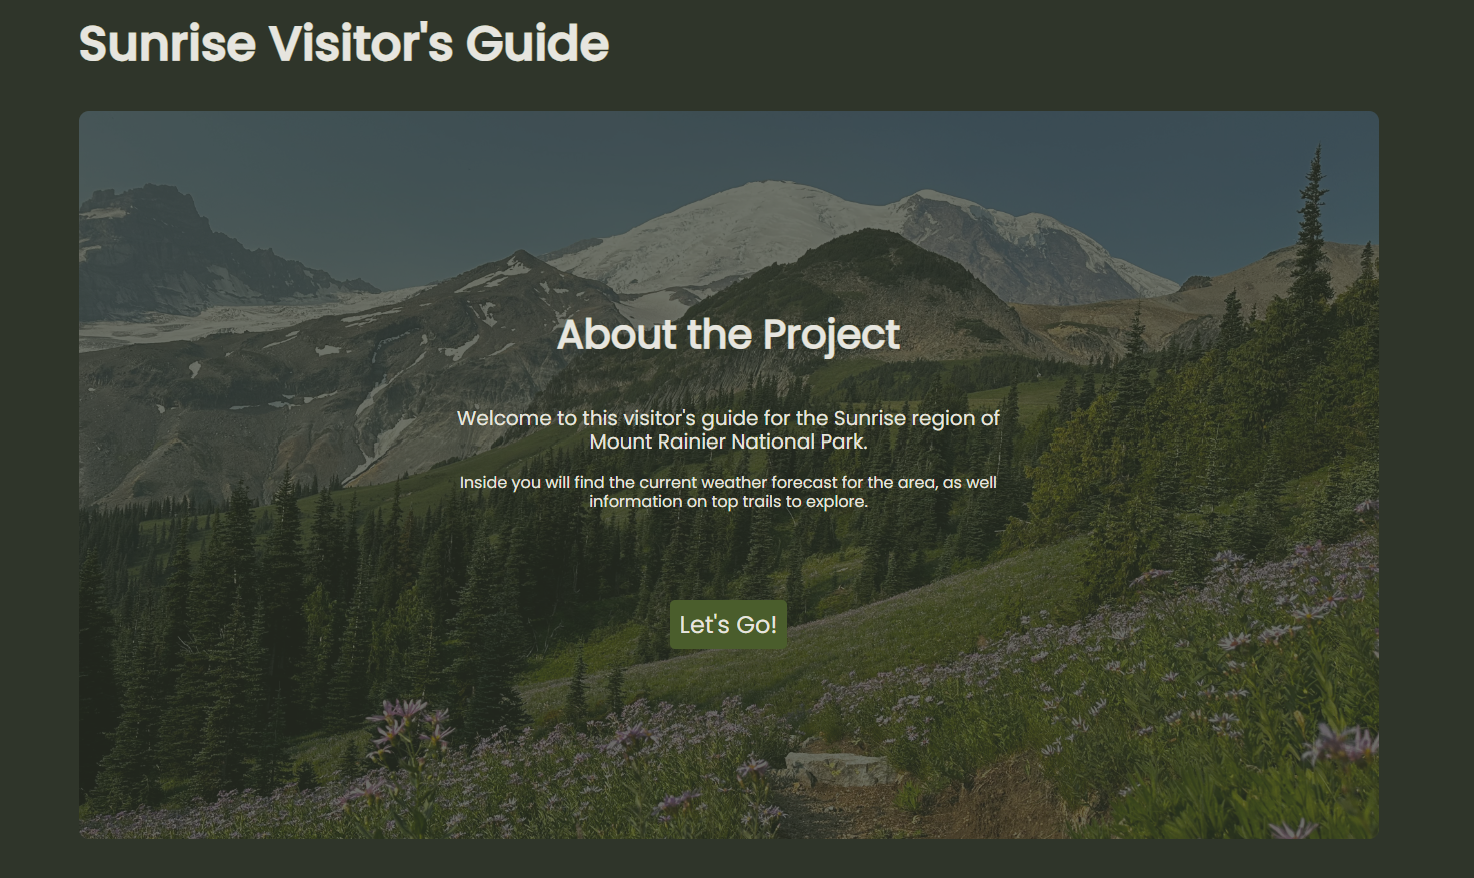 Sunrise Visitor's Guide
About the Project
Welcome to this visitor's guide for the Sunrise region of
Mount Rainier National Park.
Inside you will find the current weather forecast for the area, as well
information on top trails to explore.
Let's Go!